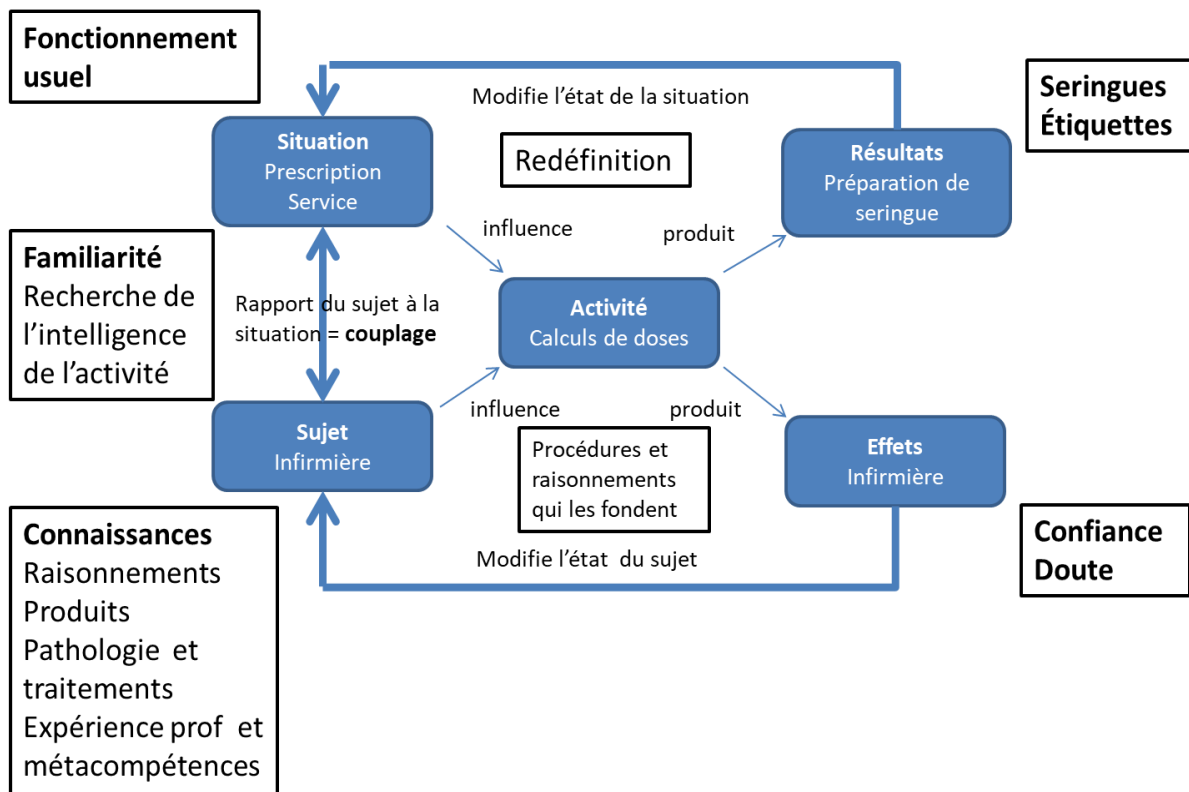 Fonctionnement
usuel
Modifie l’état de la situation
Seringues
Étiquettes
Situation
Prescription
Service
Redéfinition
Résultats
Préparation de
seringue
influence
produit
Familiarité
Recherche de
l’intelligence
de l’activité
Rapport du sujet à la
situation = couplage
Activité
Calculs de doses
influence
produit
Sujet
Infirmière
Procédures et
raisonnements
qui les fondent
Effets
Infirmière
Modifie l’état du sujet
Confiance
Doute
Connaissances
Raisonnements
Produits
Pathologie et
traitements
Expérience prof et
métacompétences